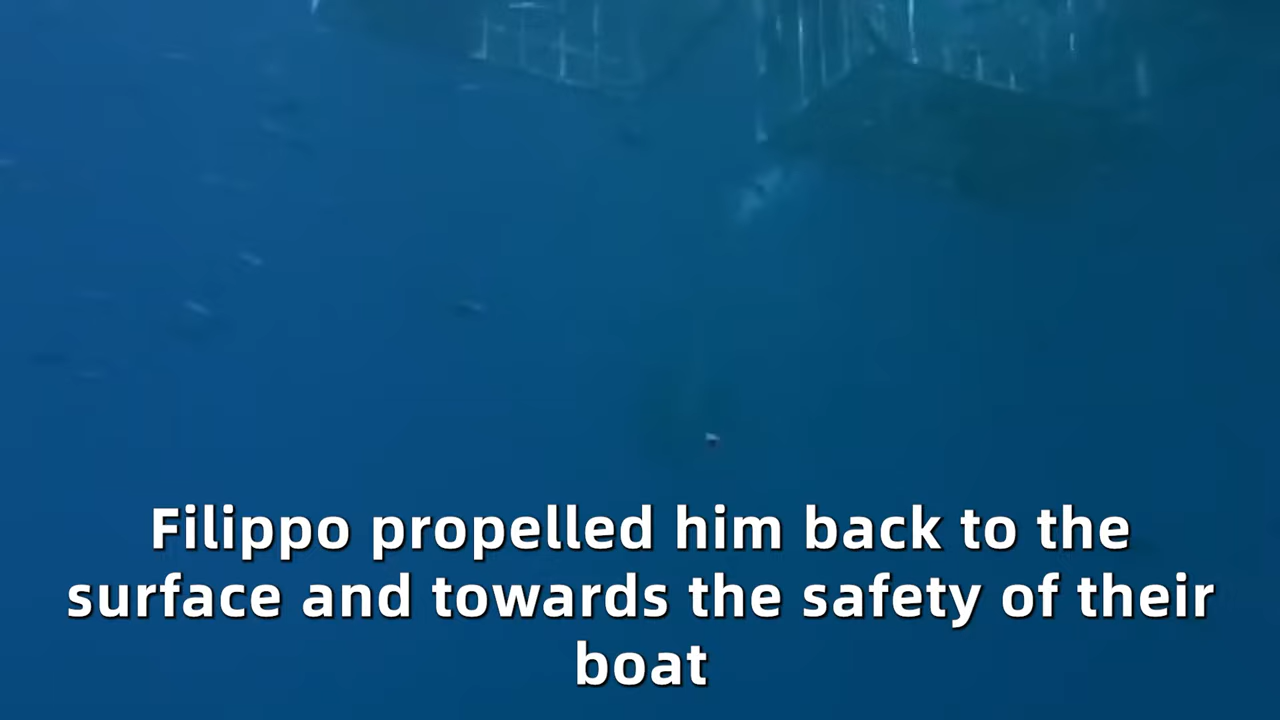 Filippo propelled him back to the
surface and towards the safety of their
boat